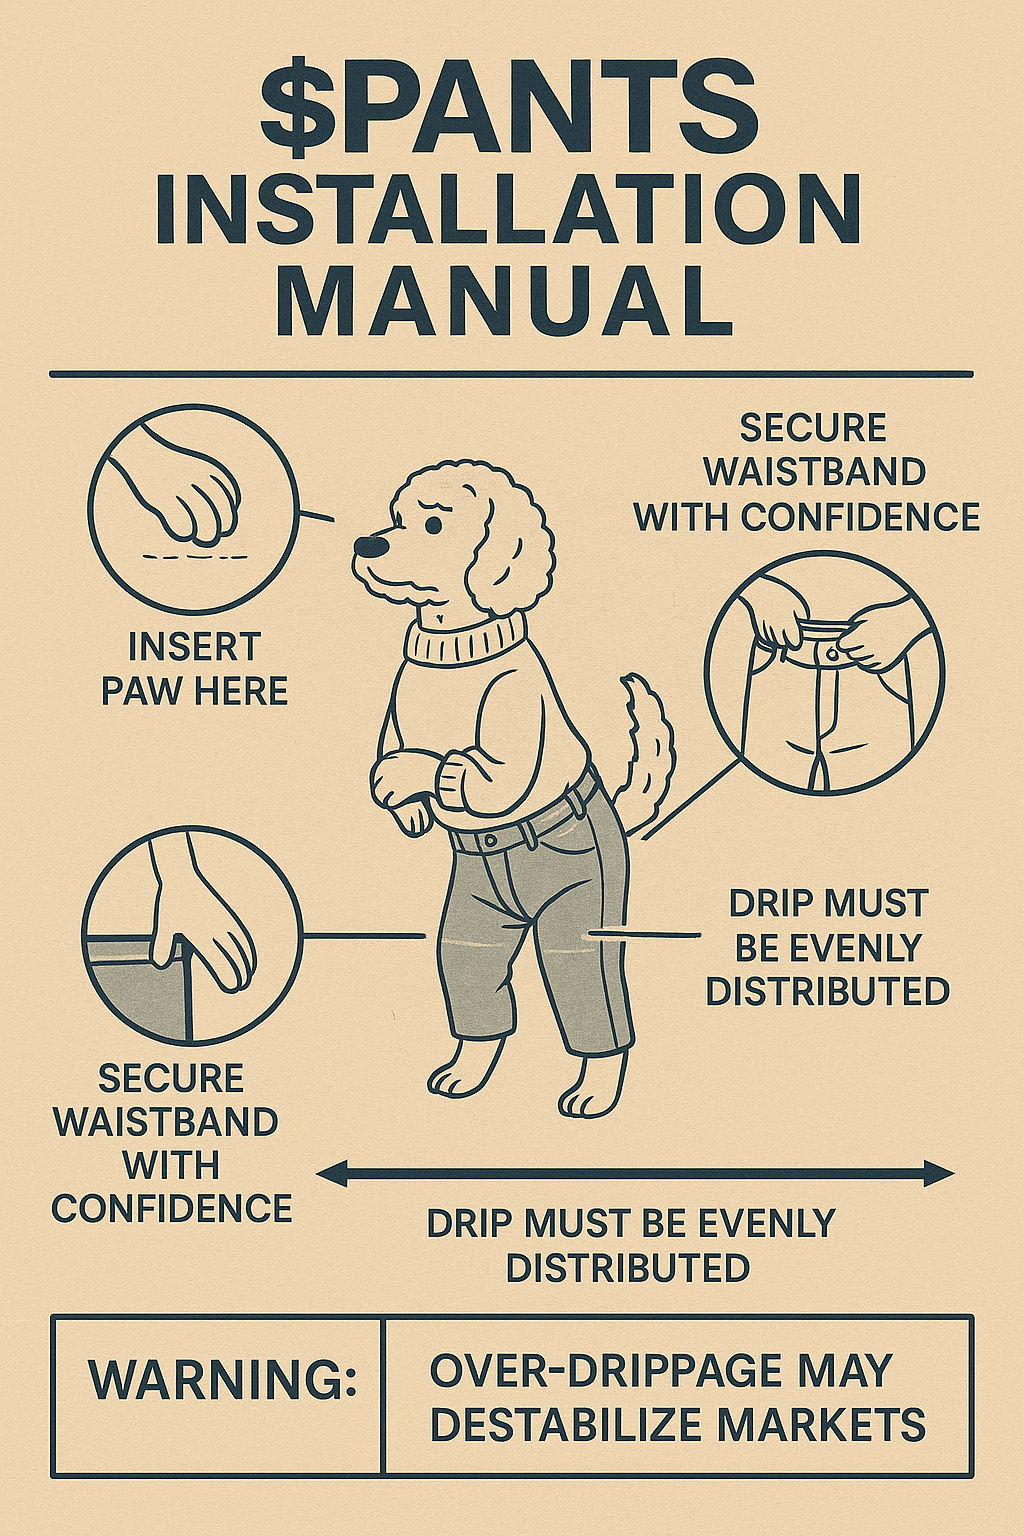 $PANTS
INSTALLATION
MANUAL
INSERT
PAW HERE
SECURE
WAISTBAND
WITH CONFIDENCE
DRIP MUST
BE EVENLY
DISTRIBUTED
SECURE
WAISTBAND
WITH
CONFIDENCE
DRIP MUST BE EVENLY
DISTRIBUTED
WARNING:
OVER-DRIPPAGE MAY
DESTABILIZE MARKETS